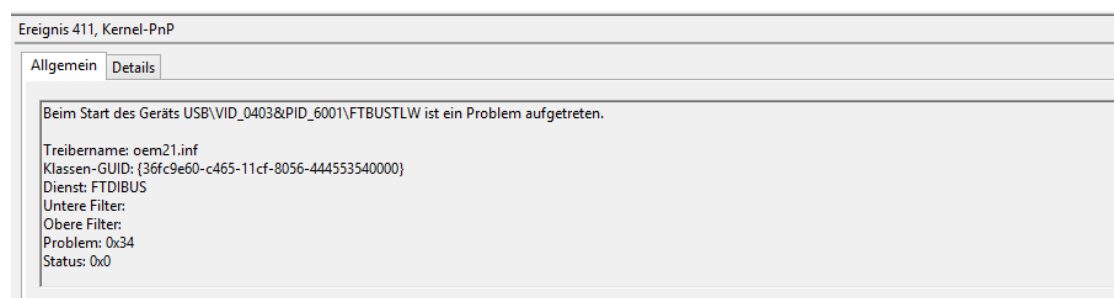 Ereignis 411, Kernel-PnP
Allgemein Details
Beim Start des Geräts USB\VID_0403&PID_6001\FTBUSTLW ist ein Problem aufgetreten.
Treibername: oem21.inf
Klassen-GUID: {36fc9e60-c465-11cf-8056-444553540000}
Dienst: FTDIBUS
Untere Filter:
Obere Filter:
Problem: 0x34
Status: 0x0